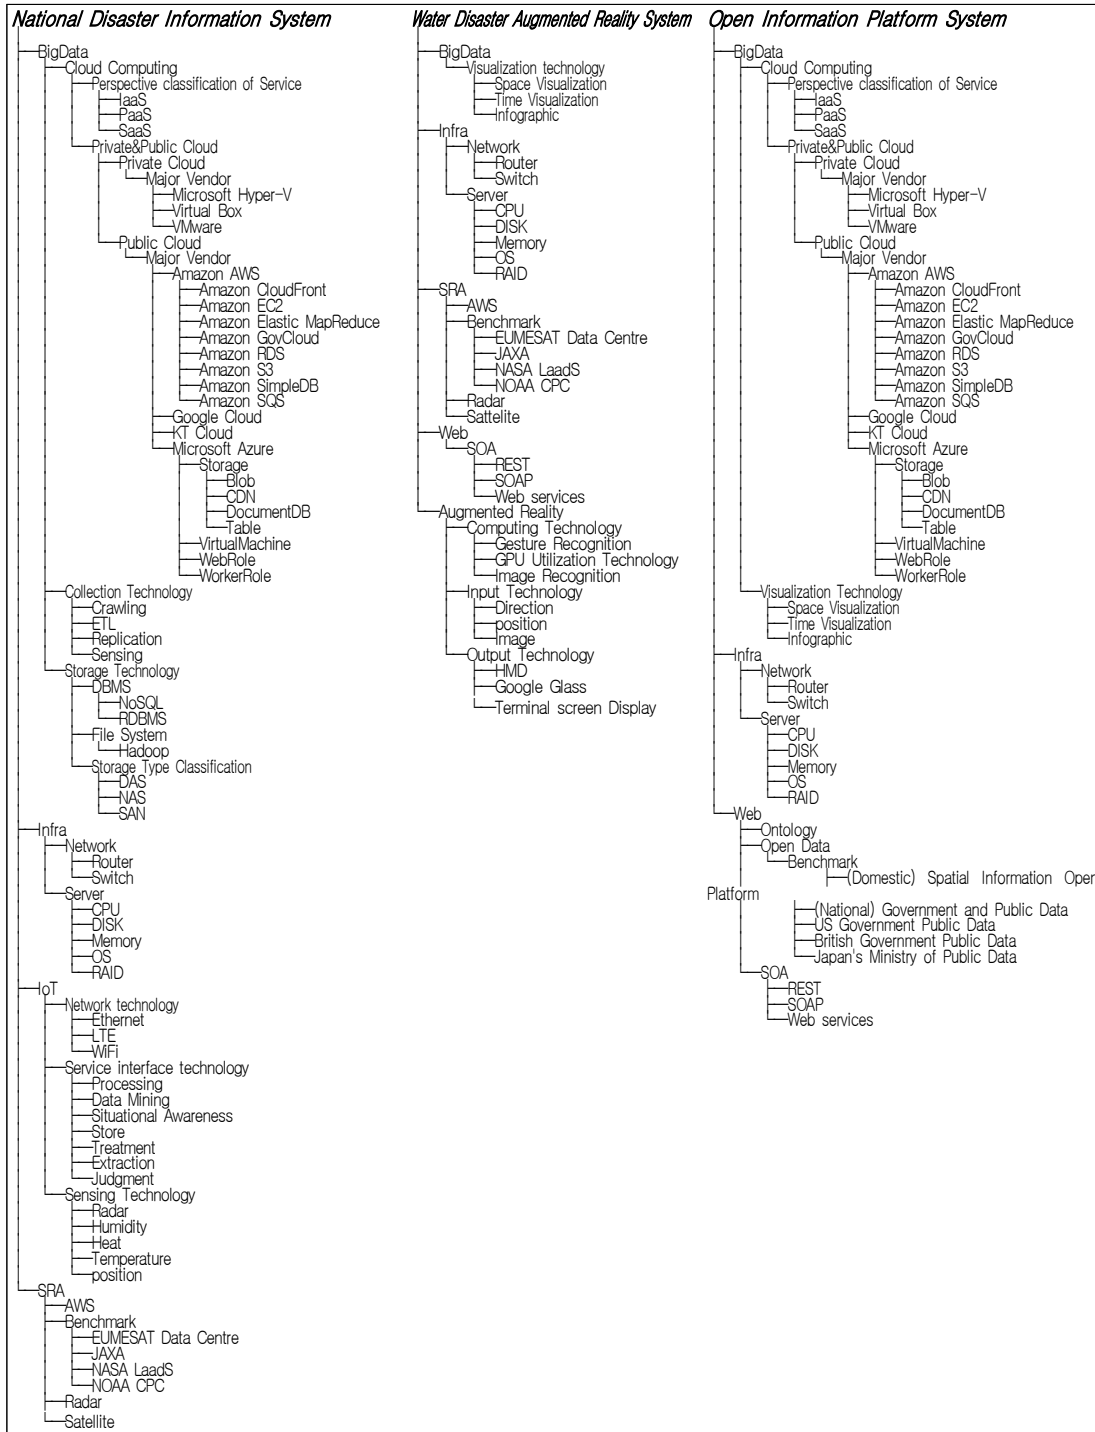 National Disaster Information System
BigData
Cloud Computing
Perspective classification of Service
IaaS
PaaS
SaaS
Private&Public Cloud
Private Cloud
Major Vendor
Microsoft Hyper-V
Virtual Box
VMware
Public Cloud
Major Vendor
Amazon AWS
Amazon CloudFront
Amazon EC2
Amazon Elastic MapReduce
Amazon GovCloud
Amazon RDS
Amazon S3
Amazon SimpleDB
Amazon SQS
Google Cloud
KT Cloud
Microsoft Azure
Storage
Blob
CDN
DocumentDB
Table
VirtualMachine
WebRole
WorkerRole
Collection Technology
Crawling
ETL
Replication
Sensing
Storage Technology
DBMS
NoSQL
RDBMS
File System
Hadoop
Storage Type Classification
DAS
NAS
SAN
Infra
Network
Router
Switch
Server
CPU
DISK
Memory
OS
RAID
IoT
Network technology
Ethernet
LTE
WiFi
Service interface technology
Processing
Data Mining
Situational Awareness
Store
Treatment
Extraction
Judgment
Sensing Technology
Radar
Humidity
Heat
Temperature
position
SRA
AWS
Benchmark
EUMESAT Data Centre
JAXA
NASA LaadS
NOAA CPC
Radar
Satellite
Water Disaster Augmented Reality System
BigData
Visualization technology
Space Visualization
Time Visualization
Infographic
Infra
Network
Router
Switch
Server
CPU
DISK
Memory
OS
RAID
SRA
AWS
Benchmark
EUMESAT Data Centre
JAXA
NASA LaadS
NOAA CPC
Radar
Sattelite
Web
SOA
REST
SOAP
Web services
Augmented Reality
Computing Technology
Gesture Recognition
GPU Utilization Technology
Image Recognition
Input Technology
Direction
position
Image
Output Technology
HMD
Google Glass
Terminal screen Display
Open Information Platform System
BigData
Cloud Computing
Perspective classification of Service
IaaS
PaaS
SaaS
Private&Public Cloud
Private Cloud
Major Vendor
Microsoft Hyper-V
Virtual Box
VMware
Public Cloud
Major Vendor
Amazon AWS
Amazon CloudFront
Amazon EC2
Amazon Elastic MapReduce
Amazon GovCloud
Amazon RDS
Amazon S3
Amazon SimpleDB
Amazon SQS
Google Cloud
KT Cloud
Microsoft Azure
Storage
Blob
CDN
DocumentDB
Table
VirtualMachine
WebRole
WorkerRole
Visualization Technology
Space Visualization
Time Visualization
Infographic
Infra
Network
Router
Switch
Server
CPU
DISK
Memory
OS
RAID
Web
Ontology
Open Data
Benchmark
(Domestic) Spatial Information Oper
Platform
(National) Government and Public Data
US Government Public Data
British Government Public Data
Japan's Ministry of Public Data
SOA
REST
SOAP
Web services